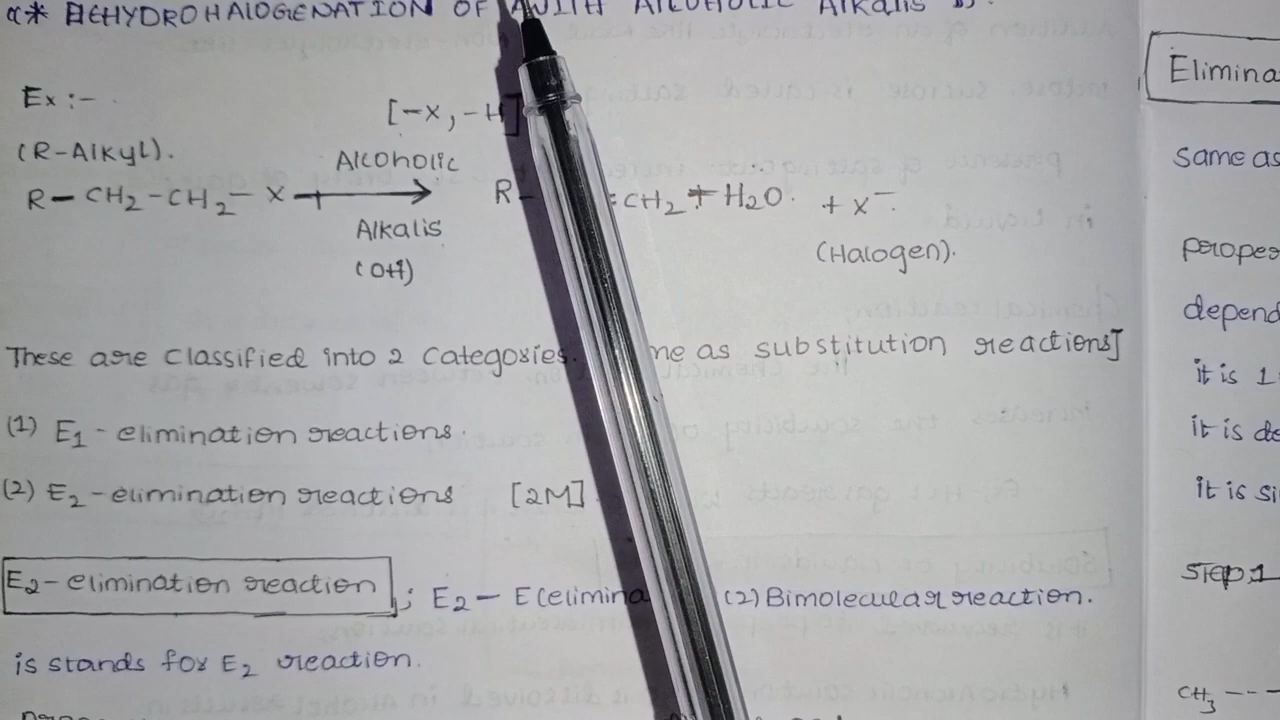 DEHYDROHALOGENATION OF WITH ALCOHOLIC Alkalis
Ex :-
[-X, -H]
(R-Alkyl).
Alcoholic
R-CH2-CH2-X + → R- =CH2 + H2O. + X-.
Alkalis
(OH)
(Halogen).
These are classified into 2 categories. me as substitution reactions]
(1) E1 - elimination reactions.
(2) E2 - elimination reactions [2M]
E2 - elimination reaction ; E2 - E(elimina (2) Bimolecular reaction.
is stands for E2 reaction.
Elimina
same as
depend
it is 1
it is de
it is si
STEP:1
CH3 ---